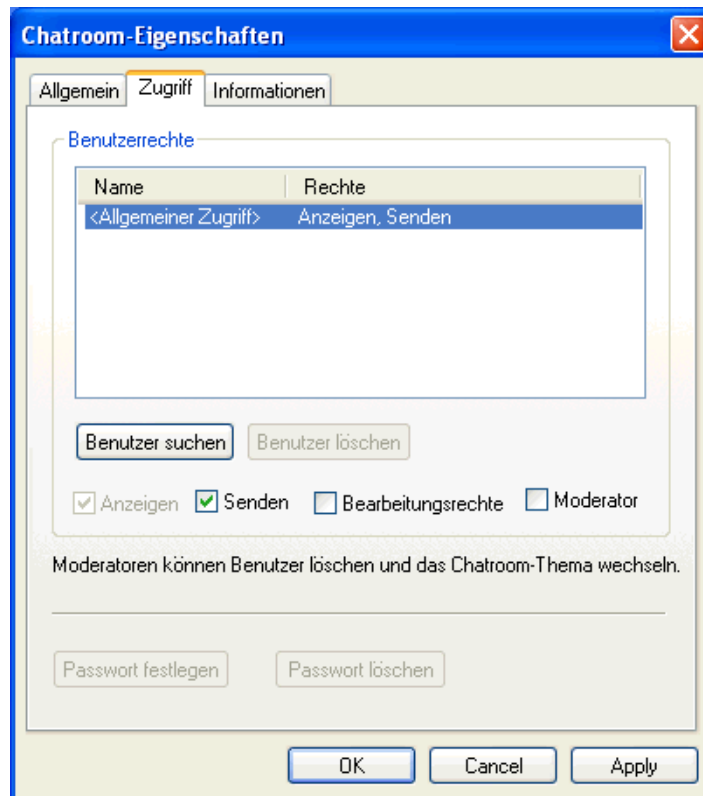 Chatroom-Eigenschaften
Allgemein Zugriff Informationen
Benutzerrechte
Name Rechte
<Allgemeiner Zugriff> Anzeigen, Senden
Benutzer suchen Benutzer löschen
Anzeigen Senden Bearbeitungsrechte Moderator
Moderatoren können Benutzer löschen und das Chatroom-Thema wechseln.
Passwort festlegen Passwort löschen
OK Cancel Apply